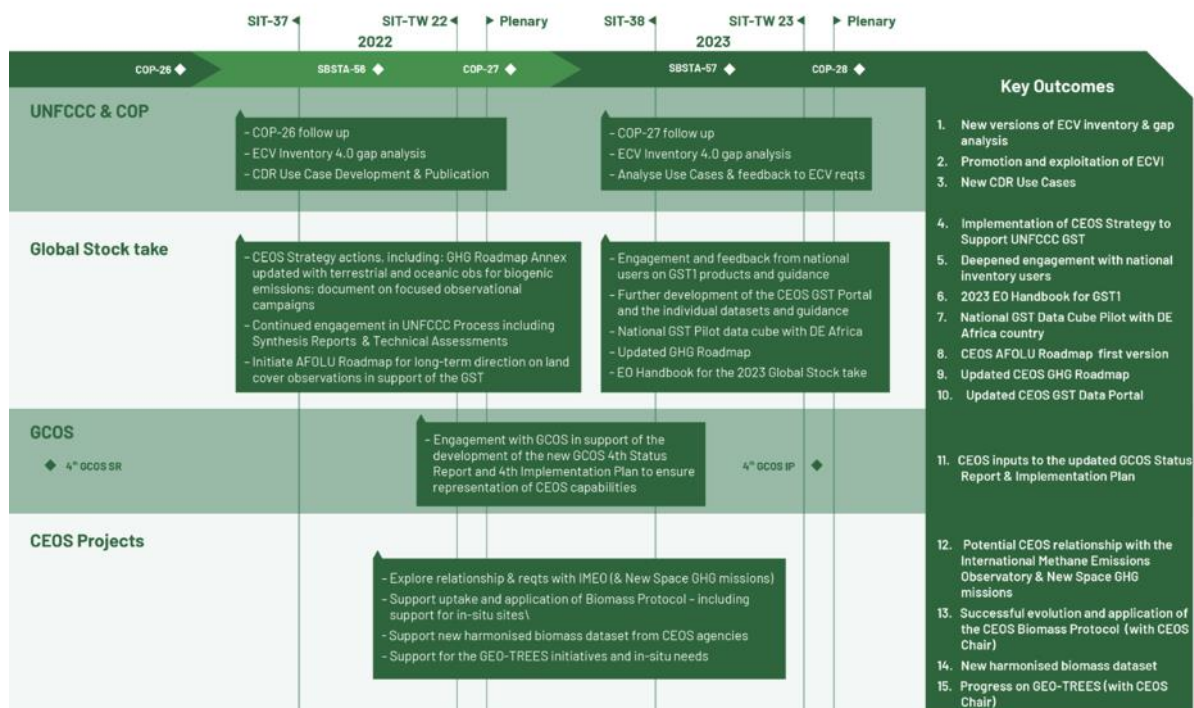 SIT-37
SIT-TW 22
Plenary
SIT-38
SIT-TW 23
Plenary
2022
2023
COP-26
SBSTA-56
COP-27
SBSTA-57
COP-28
UNFCCC & COP
– COP-26 follow up
– ECV Inventory 4.0 gap analysis
– CDR Use Case Development & Publication
– COP-27 follow up
– ECV Inventory 4.0 gap analysis
– Analyse Use Cases & feedback to ECV reqts
Global Stock take
– CEOS Strategy actions, including: GHG Roadmap Annex
updated with terrestrial and oceanic obs for biogenic
emissions; document on focused observational
campaigns
– Continued engagement in UNFCCC Process including
Synthesis Reports & Technical Assessments
– Initiate AFOLU Roadmap for long-term direction on land
cover observations in support of the GST
– Engagement and feedback from national
users on GST1 products and guidance
– Further development of the CEOS GST Portal
and the individual datasets and guidance
– National GST Pilot data cube with DE Africa
– Updated GHG Roadmap
– EO Handbook for the 2023 Global Stock take
GCOS
4th GCOS SR
– Engagement with GCOS in support of the
development of the new GCOS 4th Status
Report and 4th Implementation Plan to ensure
representation of CEOS capabilities
4th GCOS IP
CEOS Projects
– Explore relationship & reqts with IMEO (& New Space GHG missions)
– Support uptake and application of Biomass Protocol – including
support for in-situ sites\
– Support new harmonised biomass dataset from CEOS agencies
– Support for the GEO-TREES initiatives and in-situ needs
Key Outcomes
1. New versions of ECV inventory & gap
analysis
2. Promotion and exploitation of ECVI
3. New CDR Use Cases
4. Implementation of CEOS Strategy to
Support UNFCCC GST
5. Deepened engagement with national
inventory users
6. 2023 EO Handbook for GST1
7. National GST Data Cube Pilot with DE
Africa country
8. CEOS AFOLU Roadmap first version
9. Updated CEOS GHG Roadmap
10. Updated CEOS GST Data Portal
11. CEOS inputs to the updated GCOS Status
Report & Implementation Plan
12. Potential CEOS relationship with the
International Methane Emissions
Observatory & New Space GHG
missions
13. Successful evolution and application of
the CEOS Biomass Protocol (with CEOS
Chair)
14. New harmonised biomass dataset
15. Progress on GEO-TREES (with CEOS
Chair)